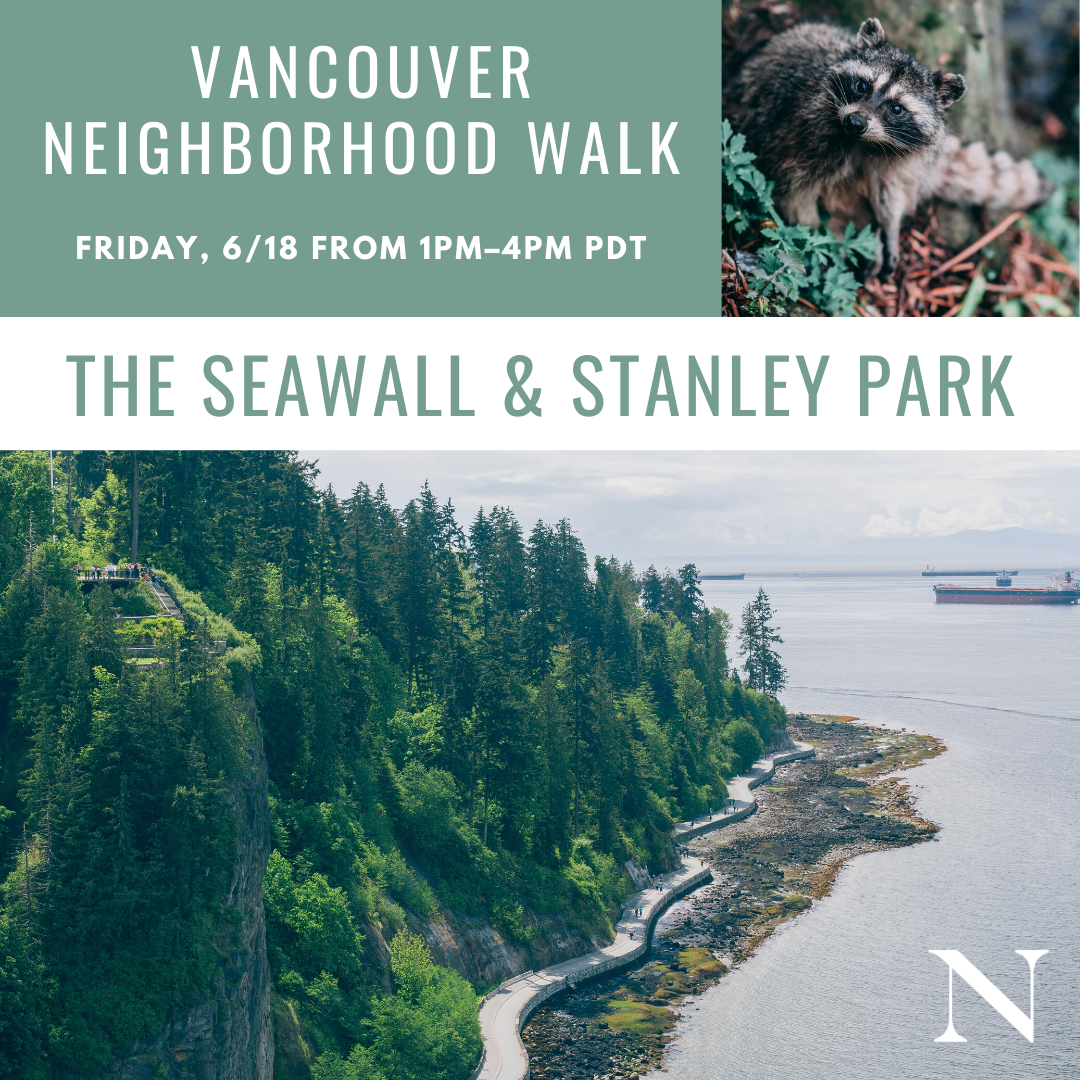 VANCOUVER
NEIGHBORHOOD WALK
FRIDAY, 6/18 FROM 1PM–4PM PDT
THE SEAWALL & STANLEY PARK
N